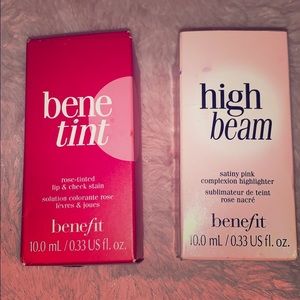 bene
tint
rose-tinted
lip & cheek stain
solution colorante rose
lèvres & joues
benefit
10.0 mL / 0.33 US fl. oz.
high
beam
satiny pink
complexion highlighter
sublimateur de teint
rose nacré
benefit
10.0 mL / 0.33 US fl. oz.